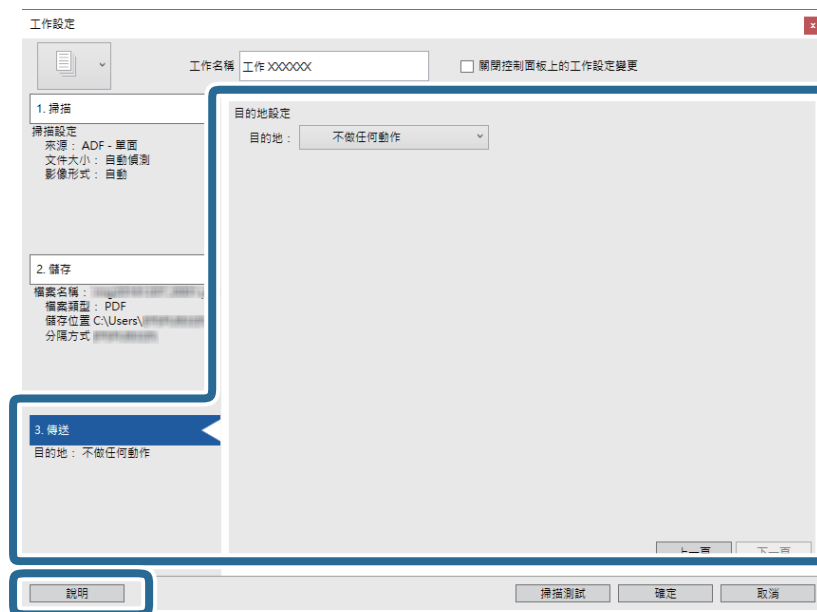 工作設定
x
工作名稱 工作 XXXXXX
關閉控制面板上的工作設定變更
1. 掃描
掃描設定
來源： ADF - 單面
文件大小： 自動偵測
影像形式： 自動
目的地設定
目的地： 不做任何動作
2. 儲存
檔案名稱：
檔案類型： PDF
儲存位置 C:\Users\
分隔方式
3. 傳送
目的地： 不做任何動作
上一頁 下一頁
說明 掃描測試 確定 取消